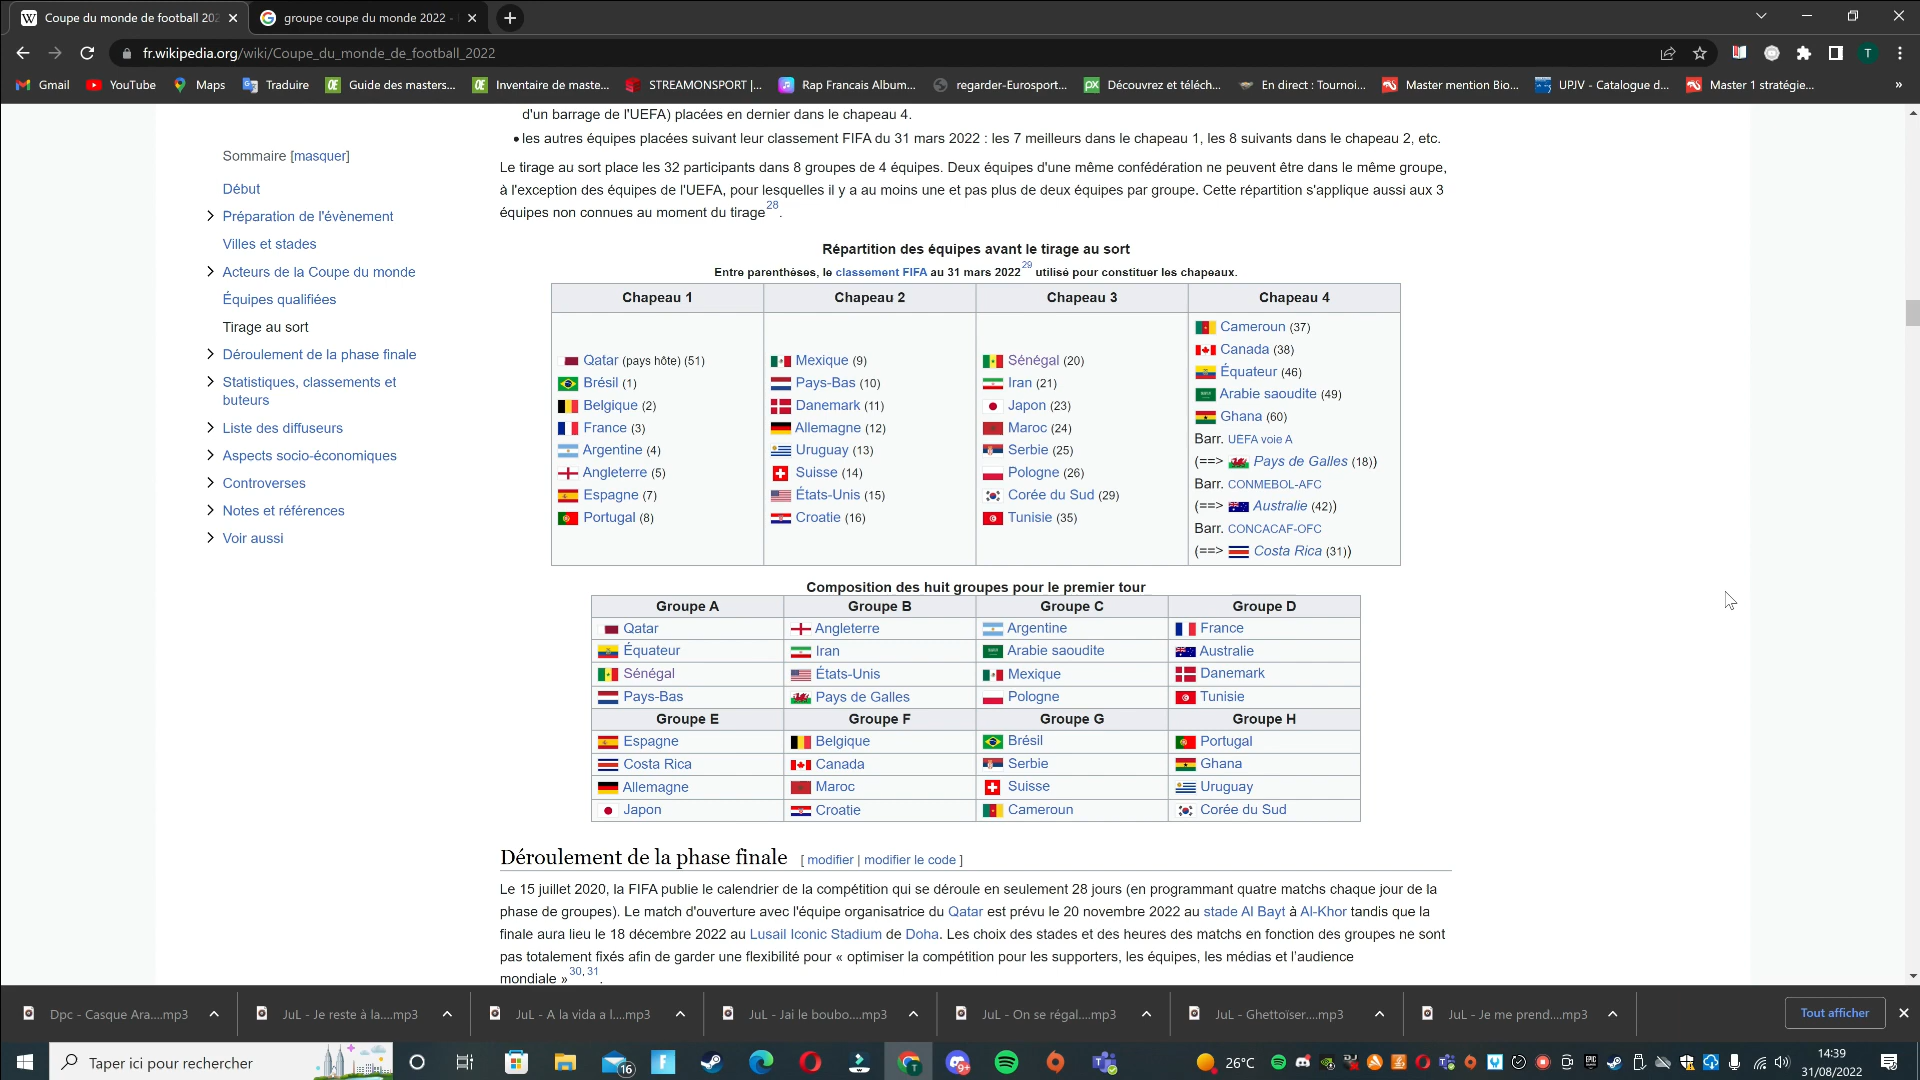 Coupe du monde de football 202
groupe coupe du monde 2022 -
fr.wikipedia.org/wiki/Coupe_du_monde_de_football_2022
T
Gmail
YouTube
Maps
Traduire
Guide des masters...
Inventaire de maste...
STREAMONSPORT |...
Rap Francais Album...
regarder-Eurosport...
Découvrez et téléch...
En direct : Tournoi...
Master mention Bio...
UPJV - Catalogue d...
Master 1 stratégie...
»
Sommaire [masquer]
Début
Préparation de l'évènement
Villes et stades
Acteurs de la Coupe du monde
Équipes qualifiées
Tirage au sort
Déroulement de la phase finale
Statistiques, classements et
buteurs
Liste des diffuseurs
Aspects socio-économiques
Controverses
Notes et références
Voir aussi
d'un barrage de l'UEFA) placées en dernier dans le chapeau 4.
• les autres équipes placées suivant leur classement FIFA du 31 mars 2022 : les 7 meilleurs dans le chapeau 1, les 8 suivants dans le chapeau 2, etc.
Le tirage au sort place les 32 participants dans 8 groupes de 4 équipes. Deux équipes d'une même confédération ne peuvent être dans le même groupe,
à l'exception des équipes de l'UEFA, pour lesquelles il y a au moins une et pas plus de deux équipes par groupe. Cette répartition s'applique aussi aux 3
équipes non connues au moment du tirage28.
Répartition des équipes avant le tirage au sort
Entre parenthèses, le classement FIFA au 31 mars 202229 utilisé pour constituer les chapeaux.
Chapeau 1
Qatar (pays hôte) (51)
Brésil (1)
Belgique (2)
France (3)
Argentine (4)
Angleterre (5)
Espagne (7)
Portugal (8)
Chapeau 2
Mexique (9)
Pays-Bas (10)
Danemark (11)
Allemagne (12)
Uruguay (13)
Suisse (14)
États-Unis (15)
Croatie (16)
Chapeau 3
Sénégal (20)
Iran (21)
Japon (23)
Maroc (24)
Serbie (25)
Pologne (26)
Corée du Sud (29)
Tunisie (35)
Chapeau 4
Cameroun (37)
Canada (38)
Équateur (46)
Arabie saoudite (49)
Ghana (60)
Barr. UEFA voie A
(==> Pays de Galles (18))
Barr. CONMEBOL-AFC
(==> Australie (42))
Barr. CONCACAF-OFC
(==> Costa Rica (31))
Composition des huit groupes pour le premier tour
Groupe A Groupe B Groupe C Groupe D
Qatar Angleterre Argentine France
Équateur Iran Arabie saoudite Australie
Sénégal États-Unis Mexique Danemark
Pays-Bas Pays de Galles Pologne Tunisie
Groupe E Groupe F Groupe G Groupe H
Espagne Belgique Brésil Portugal
Costa Rica Canada Serbie Ghana
Allemagne Maroc Suisse Uruguay
Japon Croatie Cameroun Corée du Sud
Déroulement de la phase finale [ modifier | modifier le code ]
Le 15 juillet 2020, la FIFA publie le calendrier de la compétition qui se déroule en seulement 28 jours (en programmant quatre matchs chaque jour de la
phase de groupes). Le match d'ouverture avec l'équipe organisatrice du Qatar est prévu le 20 novembre 2022 au stade Al Bayt à Al-Khor tandis que la
finale aura lieu le 18 décembre 2022 au Lusail Iconic Stadium de Doha. Les choix des stades et des heures des matchs en fonction des groupes ne sont
pas totalement fixés afin de garder une flexibilité pour « optimiser la compétition pour les supporters, les équipes, les médias et l'audience
mondiale »30, 31.
Dpc - Casque Ara....mp3
JuL - Je reste à la....mp3
JuL - A la vida a l....mp3
JuL - Jai le boubo....mp3
JuL - On se régal....mp3
JuL - Ghettoïser....mp3
JuL - Je me prend....mp3
Tout afficher
Taper ici pour rechercher
16
9+
26°C
14:39
31/08/2022